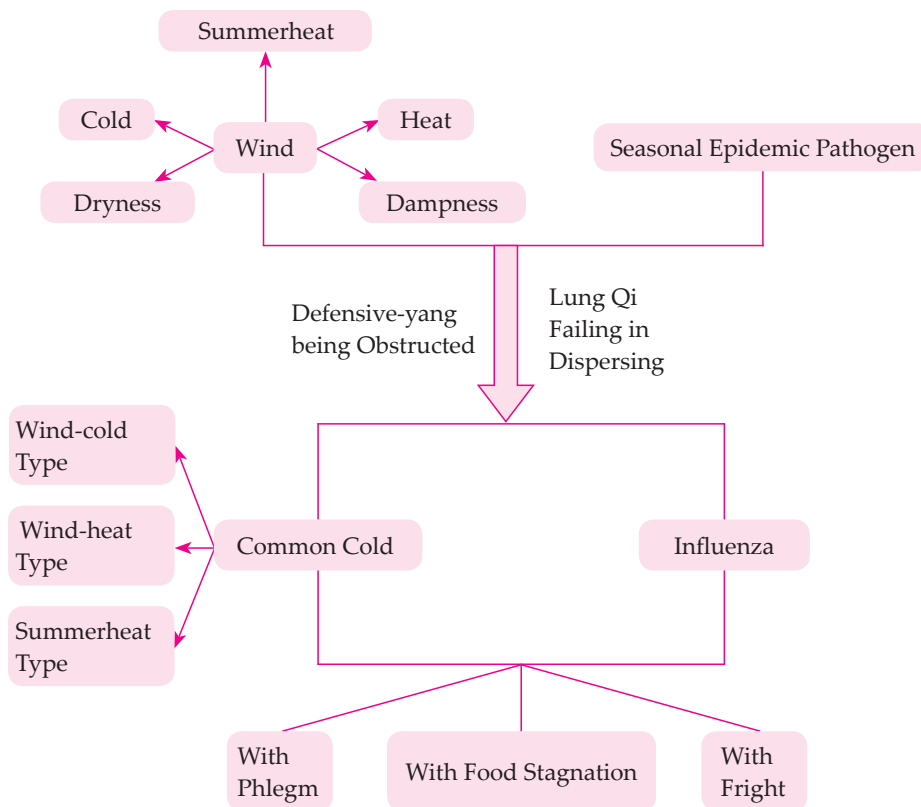 Summerheat
Cold
Heat
Wind
Seasonal Epidemic Pathogen
Dryness
Dampness
Defensive-yang
being Obstructed
Lung Qi
Failing in
Dispersing
Wind-cold
Type
Wind-heat
Type
Common Cold
Influenza
Summerheat
Type
With
Phlegm
With Food Stagnation
With
Fright